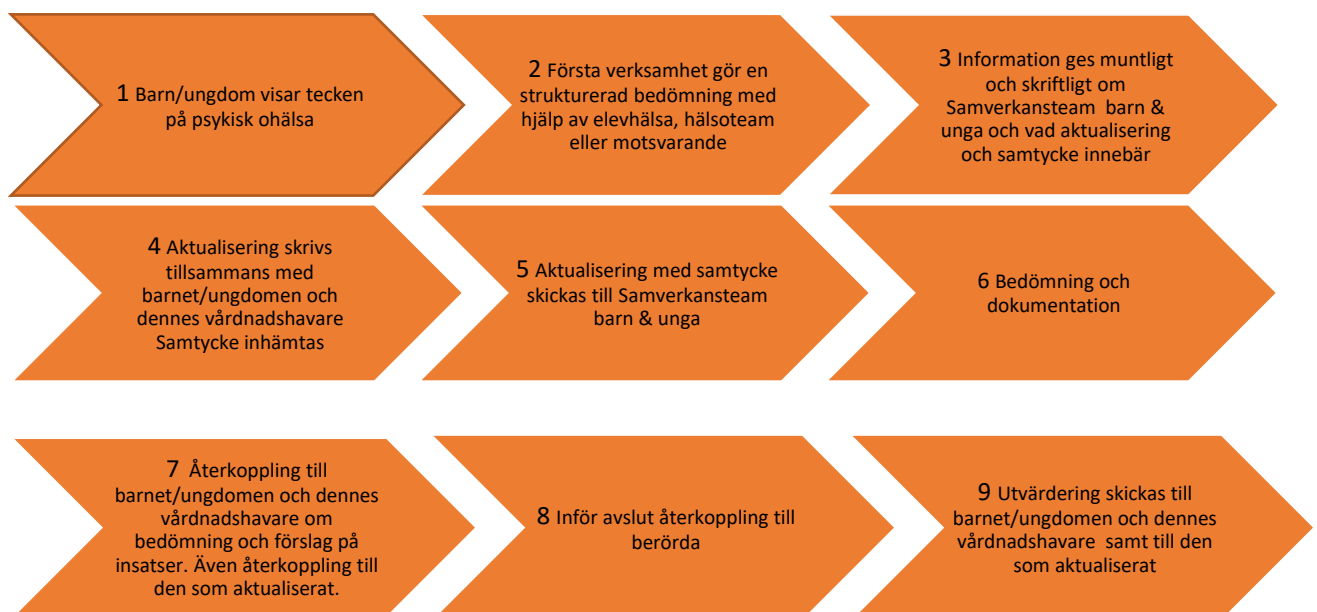 1 Barn/ungdom visar tecken
på psykisk ohälsa
2 Första verksamhet gör en
strukturerad bedömning med
hjälp av elevhälsa, hälsoteam
eller motsvarande
3 Information ges muntligt
och skriftligt om
Samverkansteam barn &
unga och vad aktualisering
och samtycke innebär
4 Aktualisering skrivs
tillsammans med
barnet/ungdomen och
dennes vårdnadshavare
Samtycke inhämtas
5 Aktualisering med samtycke
skickas till Samverkansteam
barn & unga
6 Bedömning och
dokumentation
7 Återkoppling till
barnet/ungdomen och dennes
vårdnadshavare om
bedömning och förslag på
insatser. Även återkoppling till
den som aktualiserat.
8 Inför avslut återkoppling till
berörda
9 Utvärdering skickas till
barnet/ungdomen och dennes
vårdnadshavare samt till den
som aktualiserat